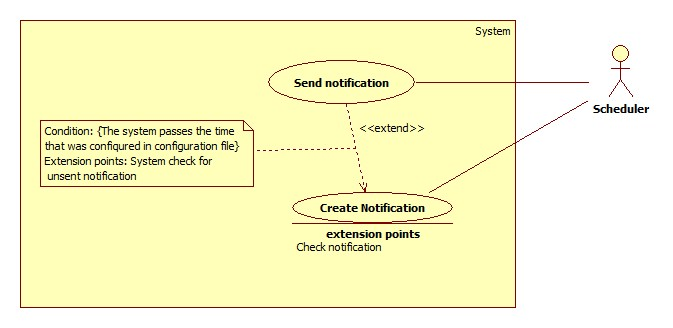 System
Send notification
Scheduler
<<extend>>
Condition: {The system passes the time
that was configured in configuration file}
Extension points: System check for
unsent notification
Create Notification
extension points
Check notification